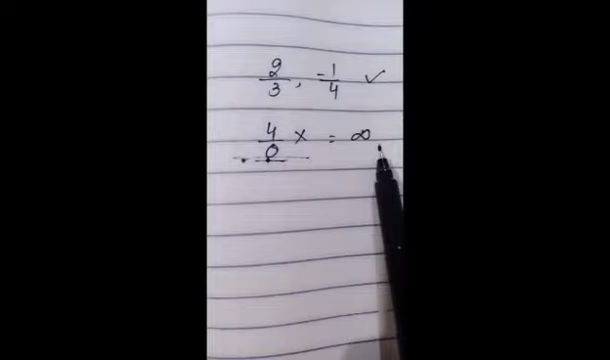 2/3, -1/4 ✓
4/0 × = ∞